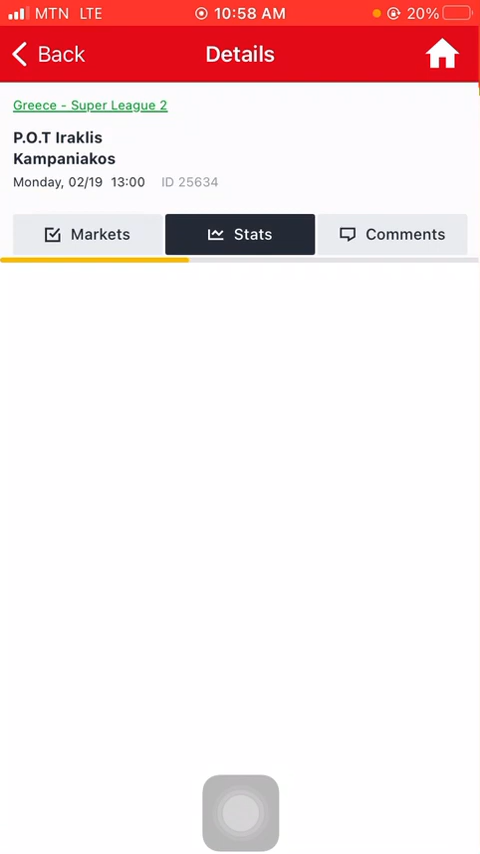 MTN LTE 10:58 AM 20%
Back Details
Greece - Super League 2
P.O.T Iraklis
Kampaniakos
Monday, 02/19 13:00 ID 25634
Markets Stats Comments